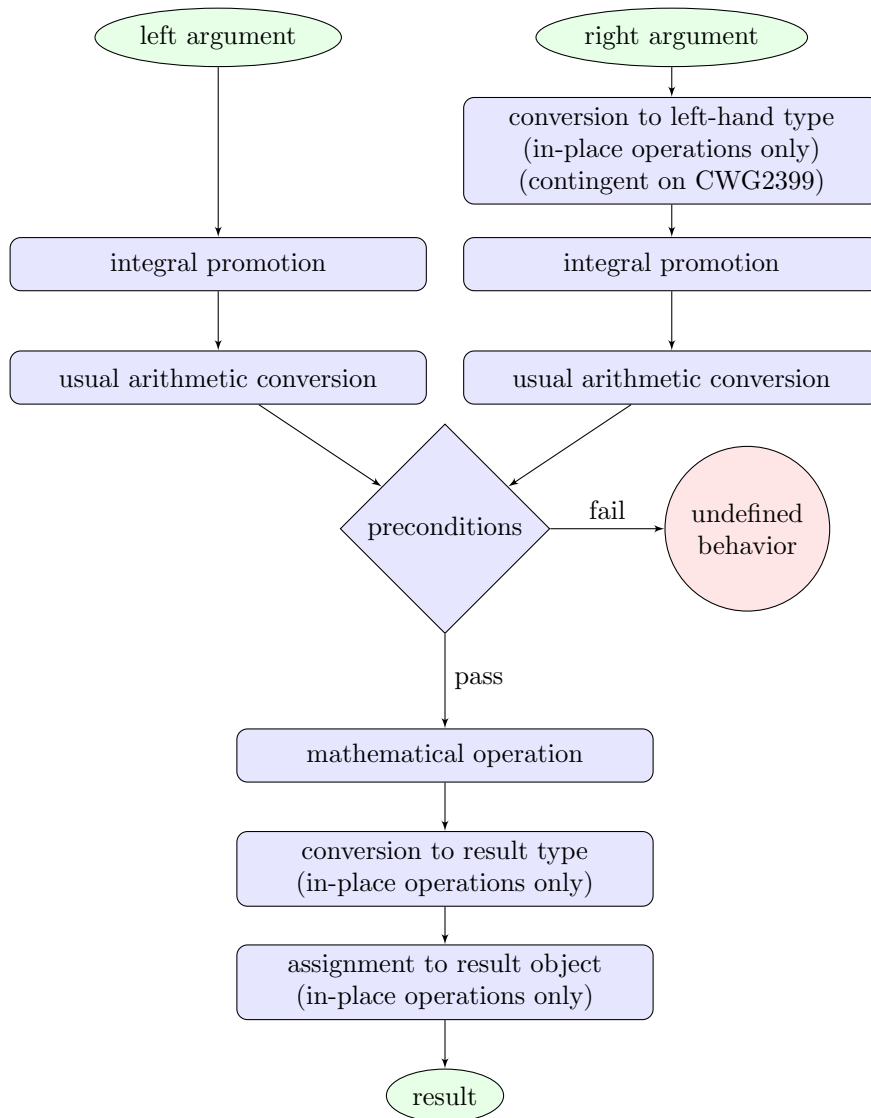 left argument
right argument
conversion to left-hand type
(in-place operations only)
(contingent on CWG2399)
integral promotion
integral promotion
usual arithmetic conversion
usual arithmetic conversion
preconditions
fail
undefined
behavior
pass
mathematical operation
conversion to result type
(in-place operations only)
assignment to result object
(in-place operations only)
result